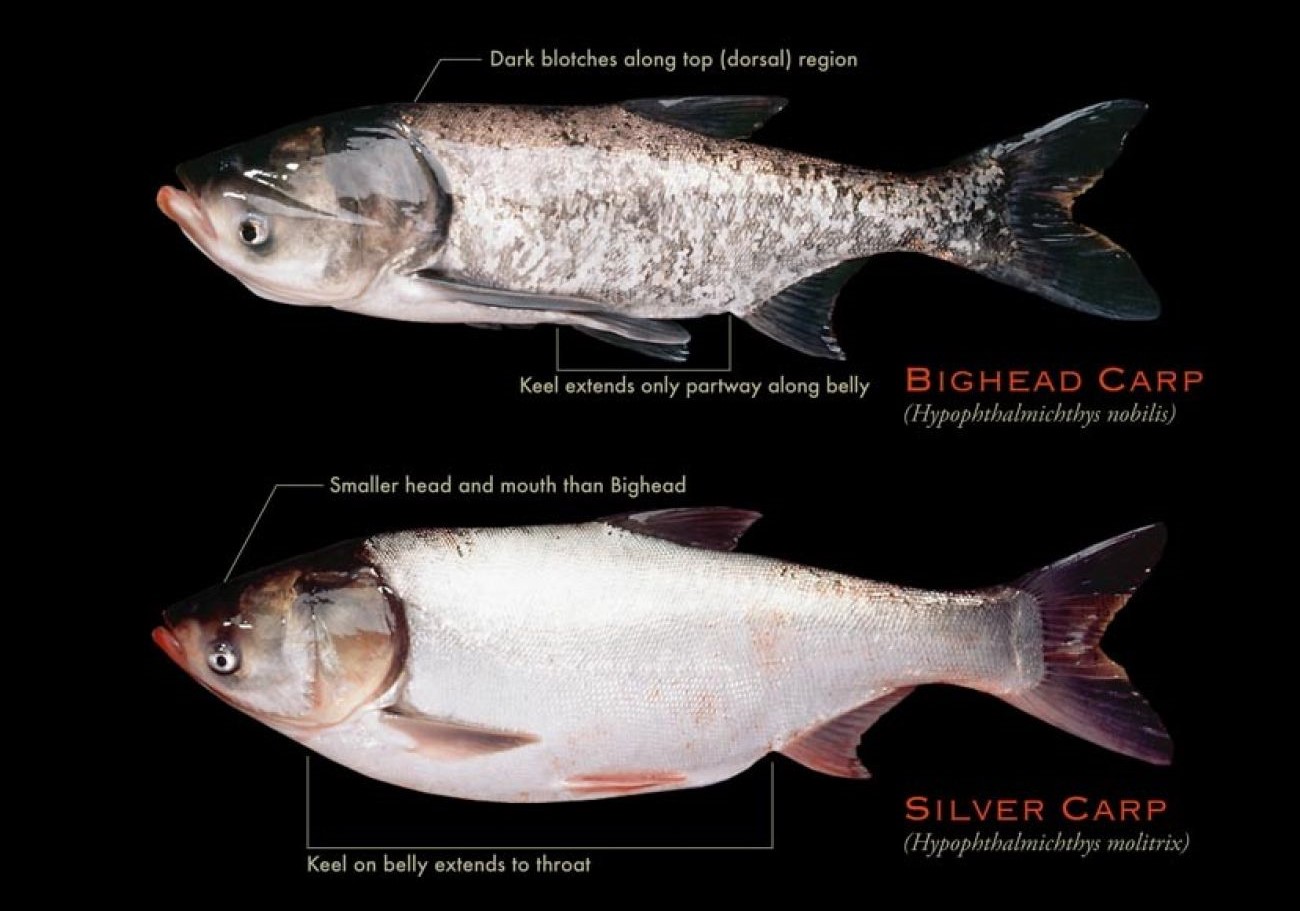 Dark blotches along top (dorsal) region
Keel extends only partway along belly
BIGHEAD CARP
(Hypophthalmichthys nobilis)
Smaller head and mouth than Bighead
Keel on belly extends to throat
SILVER CARP
(Hypophthalmichthys molitrix)